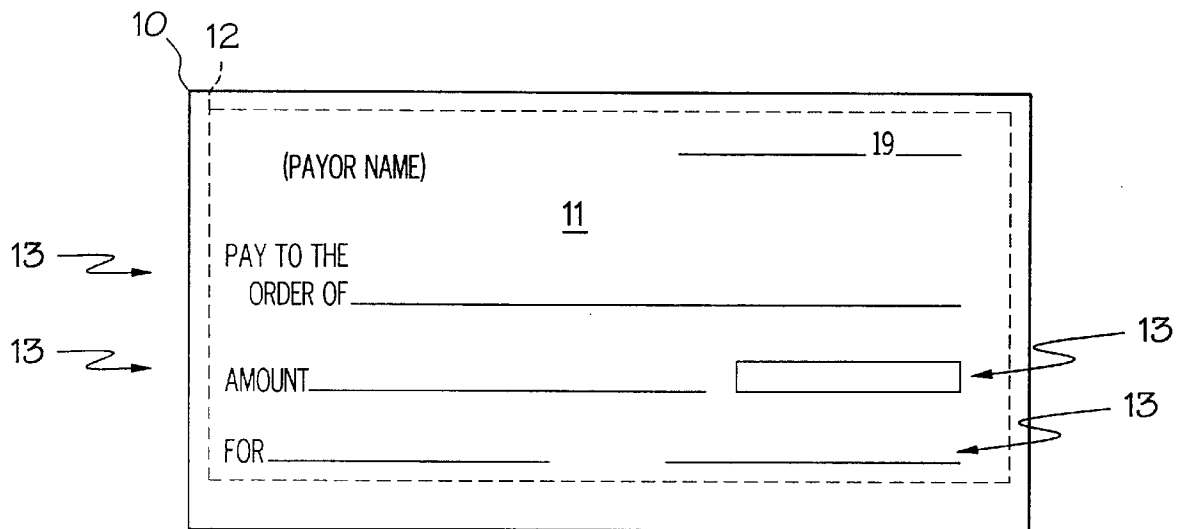 10
12
19
(PAYOR NAME)
11
13
PAY TO THE
ORDER OF
13
13
AMOUNT
13
FOR